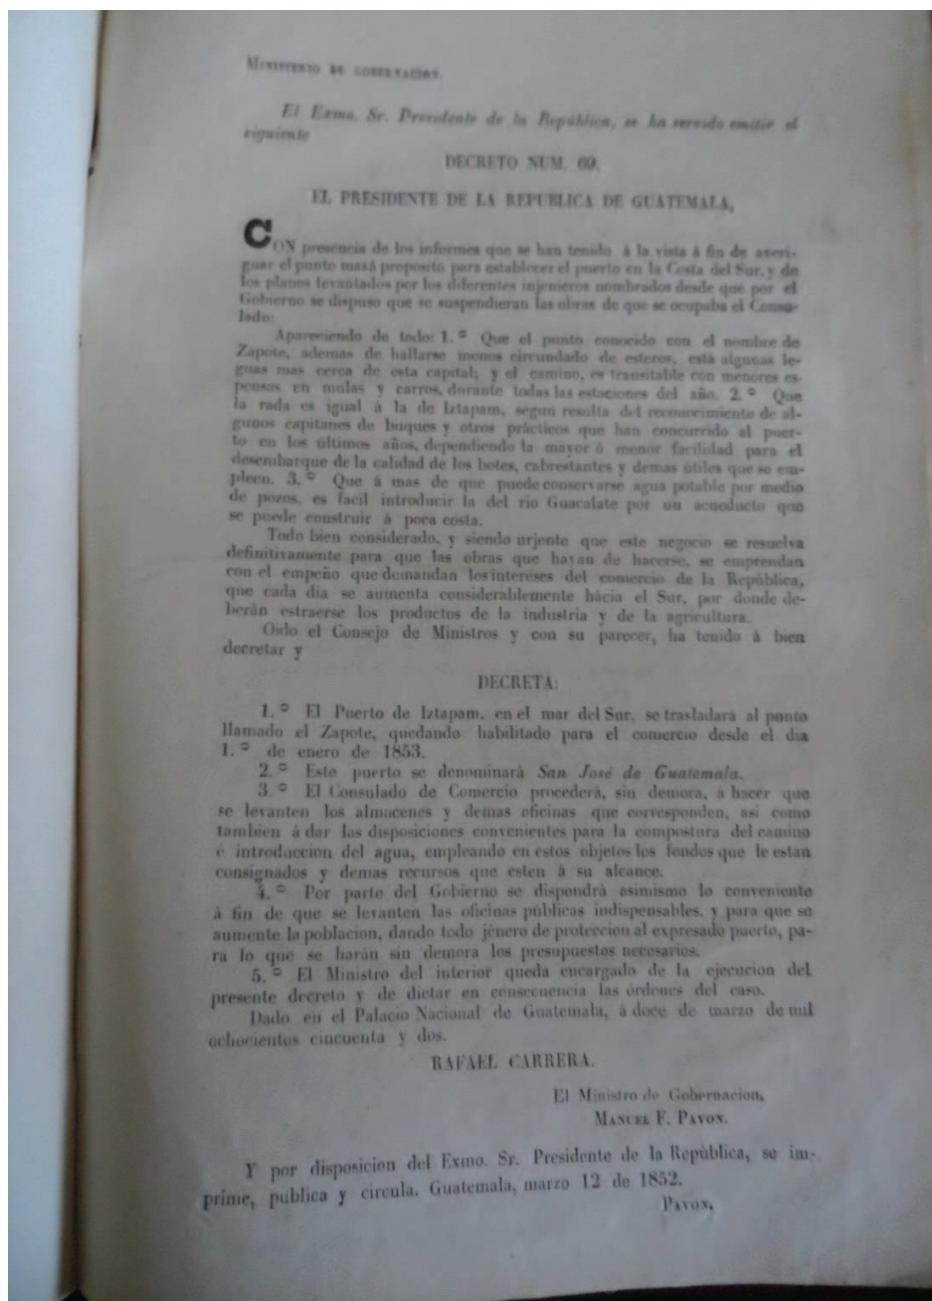 MINISTERIO DE GOBERNACION.
El Exmo. Sr. Presidente de la República, se ha servido emitir el
siguiente
DECRETO NUM. 69.
EL PRESIDENTE DE LA REPUBLICA DE GUATEMALA,
CON presencia de los informes que se han tenido á la vista á fin de averi-
guar el punto masá proposito para establecer el puerto en la Costa del Sur, y de
los planos levantados por los diferentes injenieros nombrados desde que por el
Gobierno se dispuso que se suspendieran las obras de que se ocupaba el Consu-
lado:
Apareciendo de todo: 1.º Que el punto conocido con el nombre de
Zapote, ademas de hallarse menos circundado de esteros, está algunas le-
guas mas cerca de esta capital; y el camino, es transitable con menores es-
pensas en mulas y carros, durante todas las estaciones del año. 2.º Que
la rada es igual á la de Iztapam, segun resulta del reconocimiento de al-
gunos capitanes de buques y otros prácticos que han concurrido al puer-
to en los últimos años, dependiendo la mayor ó menor facilidad para el
desembarque de la calidad de los botes, cabrestantes y demas útiles que se em-
pleen. 3.º Que á mas de que puede conservarse agua potable por medio
de pozos, es facil introducir la del rio Guacalate por un acueducto que
se puede construir á poca costa.
Todo bien considerado, y siendo urjente que este negocio se resuelva
definitivamente para que las obras que hayan de hacerse, se emprendan
con el empeño que demandan los intereses del comercio de la República,
que cada dia se aumenta considerablemente hácia el Sur, por donde de-
berán estraerse los productos de la industria y de la agricultura.
Oido el Consejo de Ministros y con su parecer, ha tenido á bien
decretar y
DECRETA:
1.º El Puerto de Iztapam, en el mar del Sur, se trasladará al punto
llamado el Zapote, quedando habilitado para el comercio desde el dia
1.º de enero de 1853.
2.º Este puerto se denominará San José de Guatemala.
3.º El Consulado de Comercio procederá, sin demora, á hacer que
se levanten los almacenes y demas oficinas que corresponden, asi como
tambien á dar las disposiciones convenientes para la compostura del camino
é introduccion del agua, empleando en estos objetos los fondos que le estan
consignados y demas recursos que esten á su alcance.
4.º Por parte del Gobierno se dispondrá asimismo lo conveniente
á fin de que se levanten las oficinas públicas indispensables, y para que se
aumente la poblacion, dando todo jénero de proteccion al expresado puerto, pa-
ra lo que se harán sin demora los presupuestos necesarios.
5.º El Ministro del interior queda encargado de la ejecucion del
presente decreto y de dictar en consecuencia las órdenes del caso.
Dado en el Palacio Nacional de Guatemala, á doce de marzo de mil
ochocientos cincuenta y dos.
RAFAEL CARRERA.
El Ministro de Gobernacion,
MANUEL F. PAVON.
Y por disposicion del Exmo. Sr. Presidente de la República, se im-
prime, publica y circula. Guatemala, marzo 12 de 1852.
PAVON.